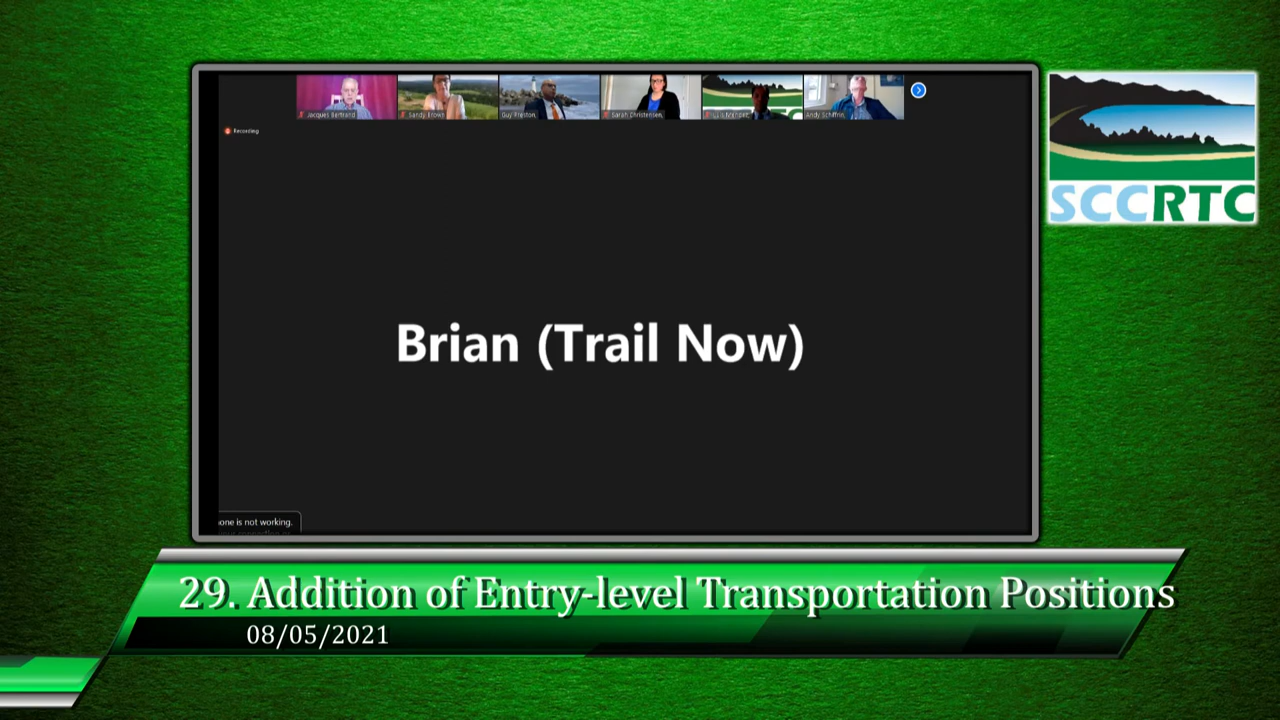 Jacques Bertrand
Sandy Brown
Guy Preston,
Sarah Christensen,
Andy Schiffrin,
Recording
SCCRTC
Brian (Trail Now)
one is not working.
29. Addition of Entry-level Transportation Positions
08/05/2021